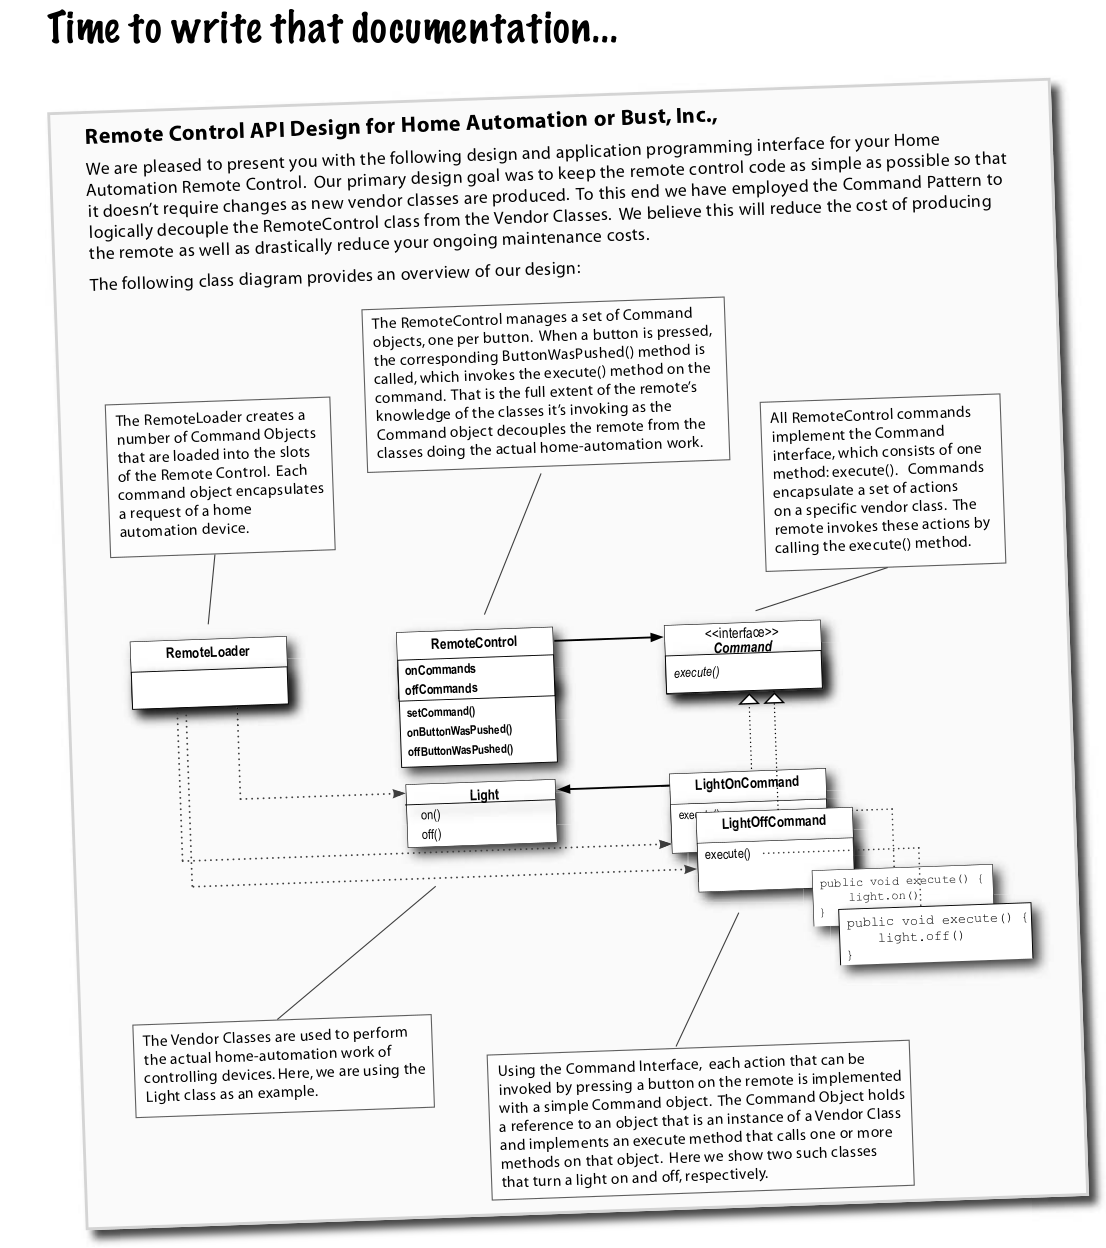 Time to write that documentation...
Remote Control API Design for Home Automation or Bust, Inc.,
We are pleased to present you with the following design and application programming interface for your Home
Automation Remote Control. Our primary design goal was to keep the remote control code as simple as possible so that
it doesn't require changes as new vendor classes are produced. To this end we have employed the Command Pattern to
logically decouple the RemoteControl class from the Vendor Classes. We believe this will reduce the cost of producing
the remote as well as drastically reduce your ongoing maintenance costs.
The following class diagram provides an overview of our design:
The RemoteControl manages a set of Command
objects, one per button. When a button is pressed,
the corresponding ButtonWasPushed() method is
called, which invokes the execute() method on the
command. That is the full extent of the remote's
knowledge of the classes it's invoking as the
Command object decouples the remote from the
classes doing the actual home-automation work.
The RemoteLoader creates a
number of Command Objects
that are loaded into the slots
of the Remote Control. Each
command object encapsulates
a request of a home
automation device.
All RemoteControl commands
implement the Command
interface, which consists of one
method: execute(). Commands
encapsulate a set of actions
on a specific vendor class. The
remote invokes these actions by
calling the execute() method.
RemoteLoader
RemoteControl
onCommands
offCommands
setCommand()
onButtonWasPushed()
offButtonWasPushed()
<<interface>>
Command
execute()
Light
on()
off()
LightOnCommand
exec
LightOffCommand
execute()
public void execute() {
light.on()
}
public void execute() {
light.off()
}
The Vendor Classes are used to perform
the actual home-automation work of
controlling devices. Here, we are using the
Light class as an example.
Using the Command Interface, each action that can be
invoked by pressing a button on the remote is implemented
with a simple Command object. The Command Object holds
a reference to an object that is an instance of a Vendor Class
and implements an execute method that calls one or more
methods on that object. Here we show two such classes
that turn a light on and off, respectively.